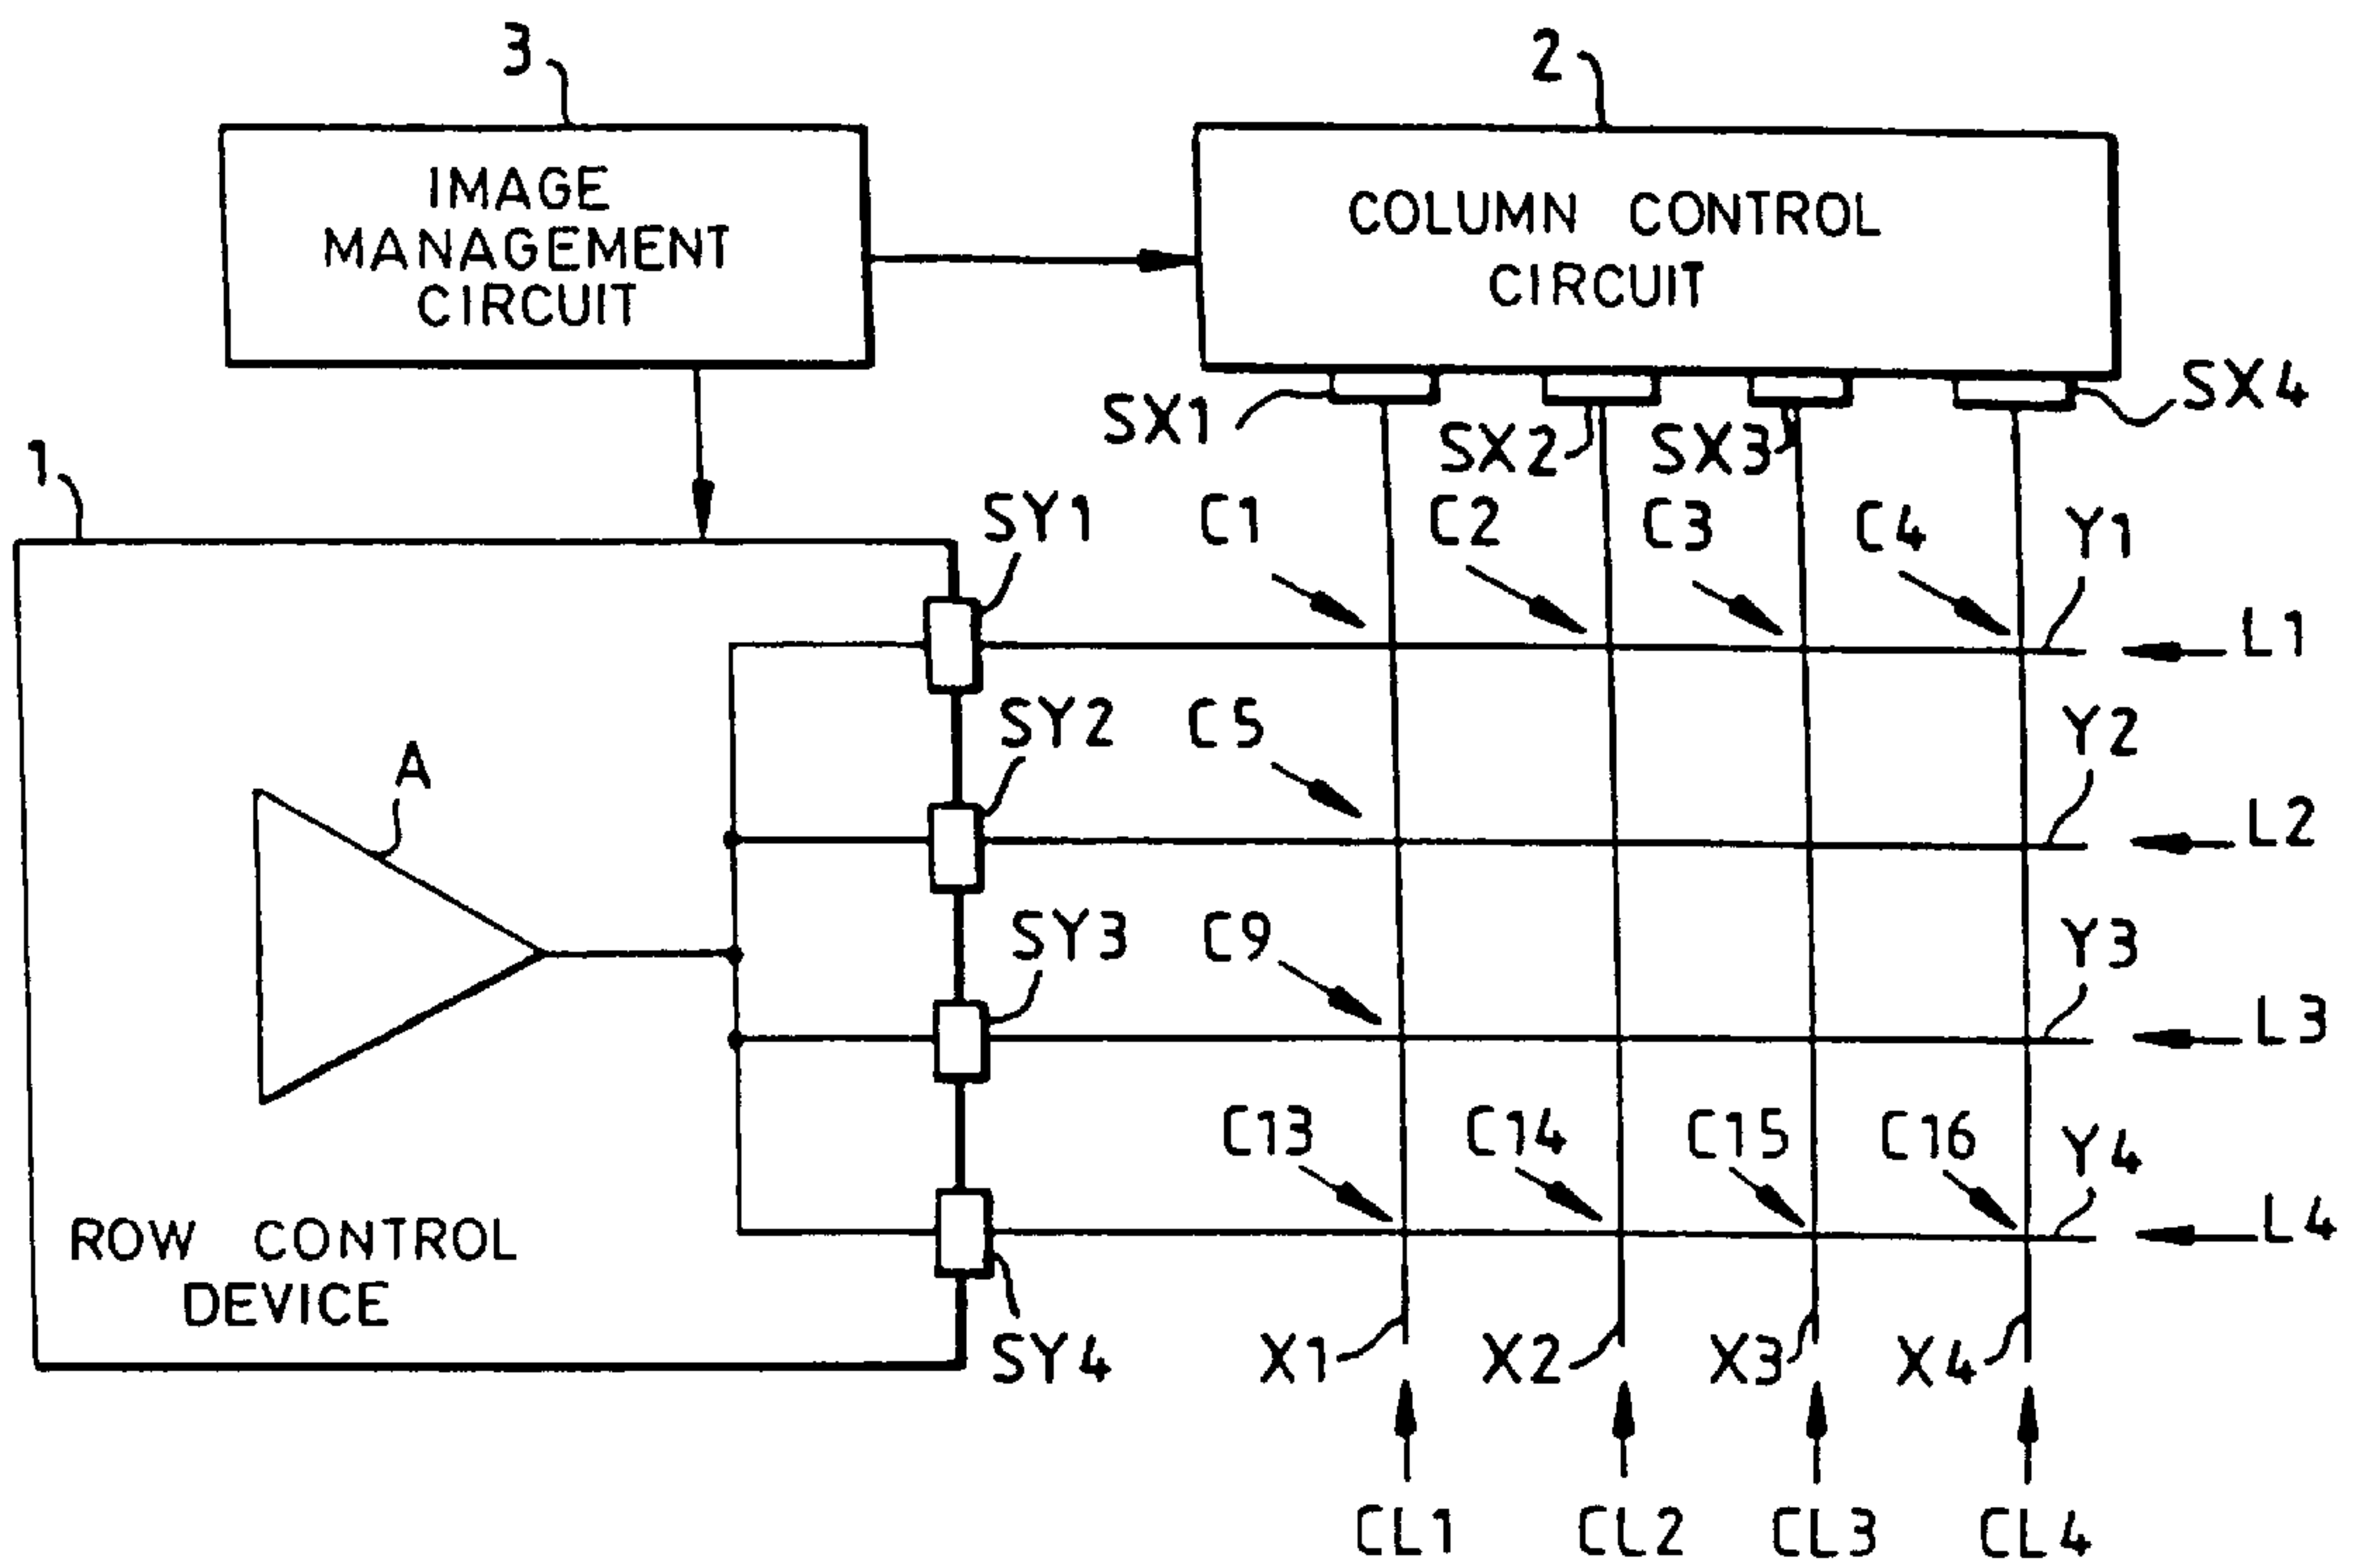 3
2
IMAGE
MANAGEMENT
CIRCUIT
COLUMN CONTROL
CIRCUIT
SX1
SX2
SX3
SX4
1
SY1
C1
C2
C3
C4
Y1
L1
SY2
C5
Y2
L2
A
SY3
C9
Y3
L3
C13
C14
C15
C16
Y4
L4
ROW CONTROL
DEVICE
SY4
X1
X2
X3
X4
CL1
CL2
CL3
CL4